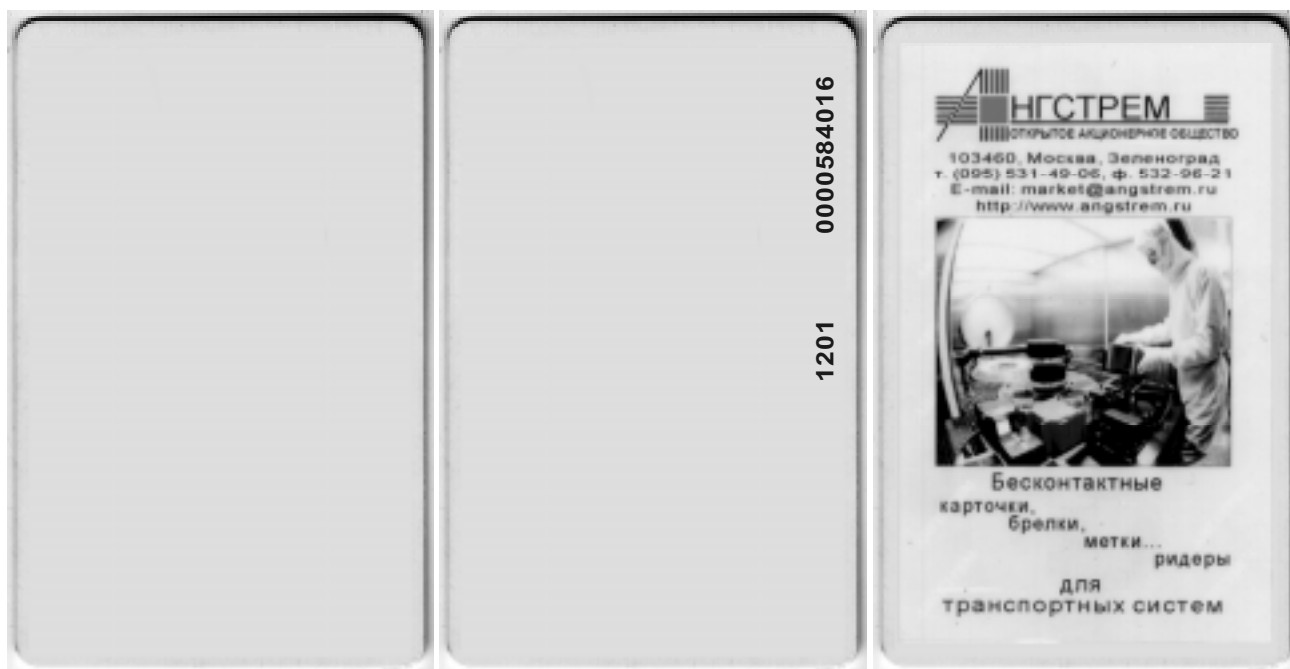 1201 0000584016
АНГСТРЕМ
ОТКРЫТОЕ АКЦИОНЕРНОЕ ОБЩЕСТВО
103460, Москва, Зеленоград
т. (095) 531-49-06, ф. 532-96-21
E-mail: market@angstrem.ru
http://www.angstrem.ru
Бесконтактные
карточки,
брелки,
метки...
ридеры
для
транспортных систем